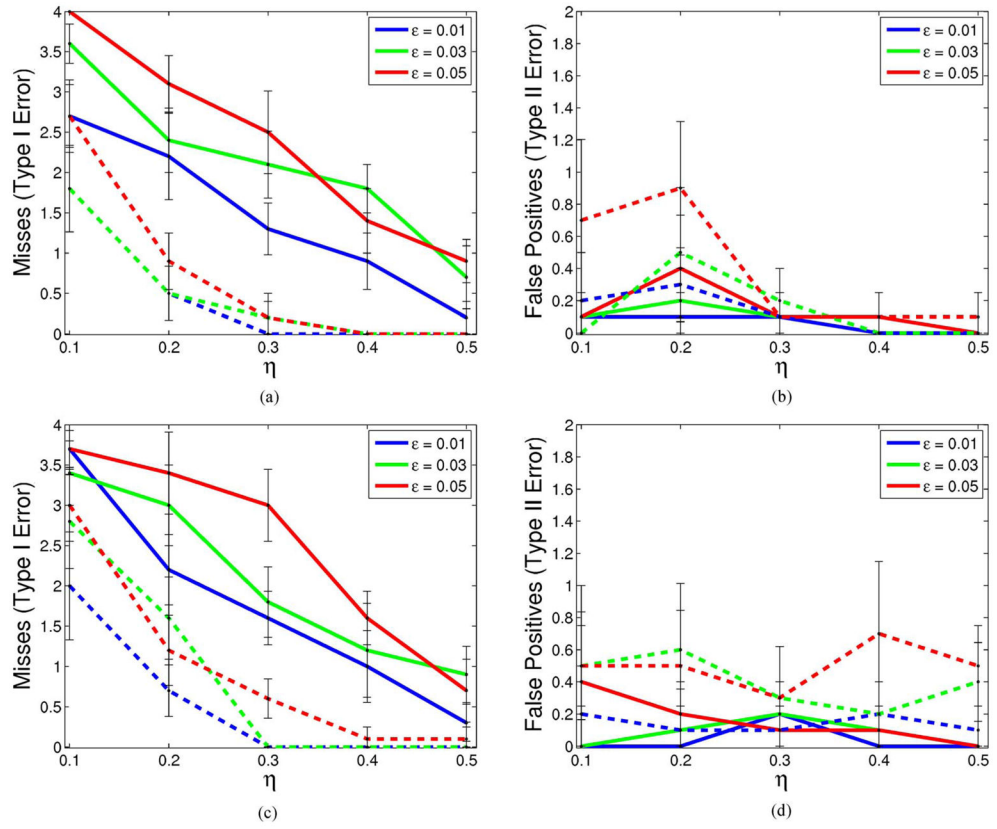 4
3.5
3
2.5
2
1.5
1
0.5
0
Misses (Type I Error)
ε = 0.01
ε = 0.03
ε = 0.05
0.1 0.2 0.3 0.4 0.5
η
(a)
2
1.8
1.6
1.4
1.2
1
0.8
0.6
0.4
0.2
0
False Positives (Type II Error)
ε = 0.01
ε = 0.03
ε = 0.05
0.1 0.2 0.3 0.4 0.5
η
(b)
4
3.5
3
2.5
2
1.5
1
0.5
0
Misses (Type I Error)
ε = 0.01
ε = 0.03
ε = 0.05
0.1 0.2 0.3 0.4 0.5
η
(c)
2
1.8
1.6
1.4
1.2
1
0.8
0.6
0.4
0.2
0
False Positives (Type II Error)
ε = 0.01
ε = 0.03
ε = 0.05
0.1 0.2 0.3 0.4 0.5
η
(d)